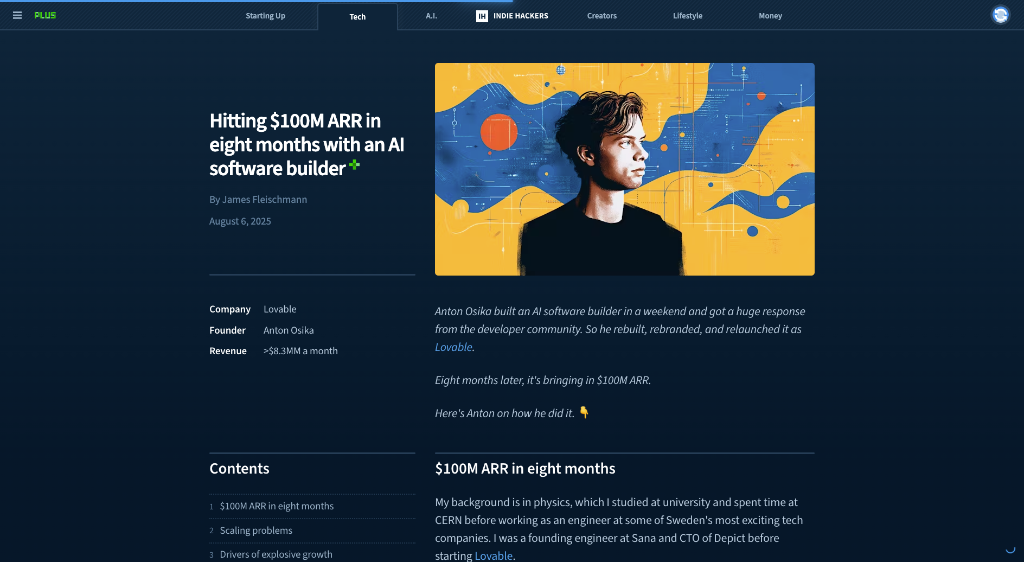 PLUS
Starting Up
Tech
A.I.
IH INDIE HACKERS
Creators
Lifestyle
Money
Hitting $100M ARR in
eight months with an AI
software builder
By James Fleischmann
August 6, 2025
Company Lovable
Founder Anton Osika
Revenue >$8.3MM a month
Anton Osika built an AI software builder in a weekend and got a huge response
from the developer community. So he rebuilt, rebranded, and relaunched it as
Lovable.
Eight months later, it's bringing in $100M ARR.
Here's Anton on how he did it. 👇
Contents
1 $100M ARR in eight months
2 Scaling problems
3 Drivers of explosive growth
$100M ARR in eight months
My background is in physics, which I studied at university and spent time at
CERN before working as an engineer at some of Sweden's most exciting tech
companies. I was a founding engineer at Sana and CTO of Depict before
starting Lovable.